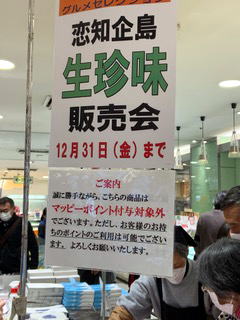 グルメセレクション
恋知企島
生珍味
販売会
12月31日(金)まで
ご案内
誠に勝手ながら、こちらの商品は
マッピーポイント付与対象外
でございます。ただし、お客様のお持
ちのポイントのご利用は可能でござい
ます。よろしくお願いいたします。